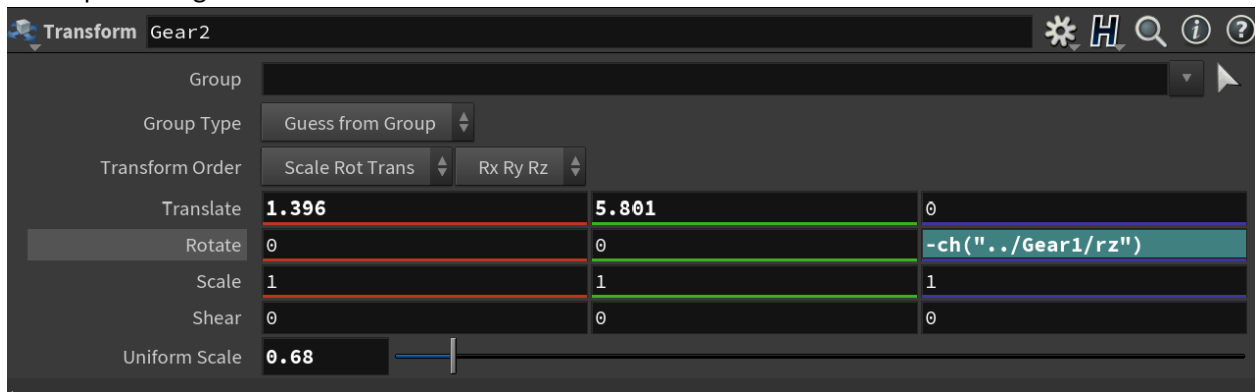 Transform Gear2
Group
Group Type Guess from Group
Transform Order Scale Rot Trans Rx Ry Rz
Translate 1.396 5.801 0
Rotate 0 0 -ch("../Gear1/rz")
Scale 1 1 1
Shear 0 0 0
Uniform Scale 0.68